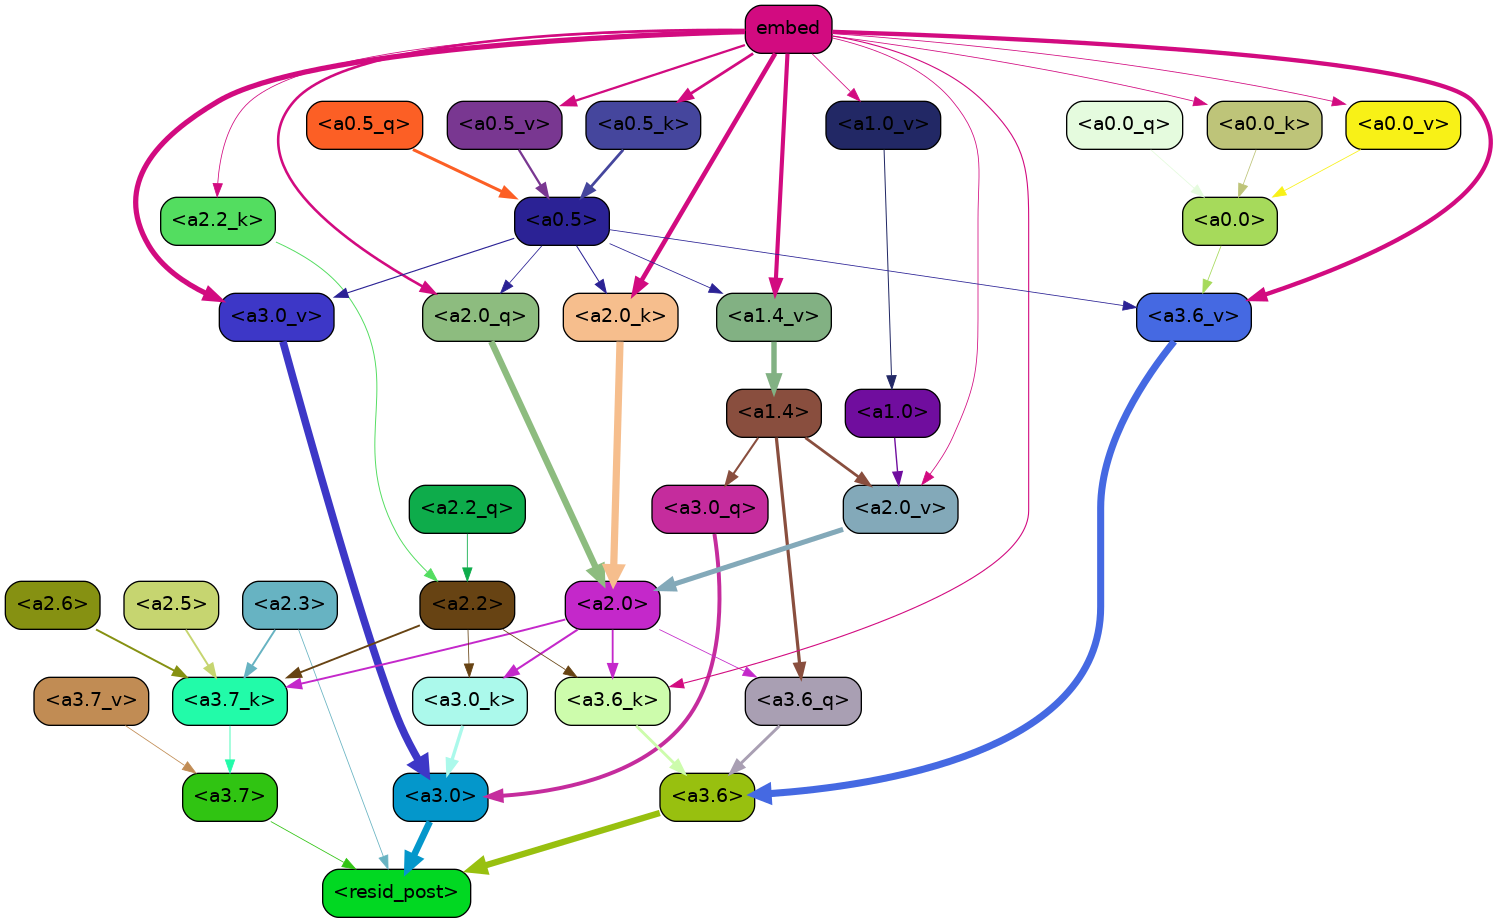 embed
<a0.5_q>
<a0.5_v>
<a0.5_k>
<a1.0_v>
<a0.0_q>
<a0.0_k>
<a0.0_v>
<a2.2_k>
<a0.5>
<a0.0>
<a3.0_v>
<a2.0_q>
<a2.0_k>
<a1.4_v>
<a3.6_v>
<a1.4>
<a1.0>
<a2.2_q>
<a3.0_q>
<a2.0_v>
<a2.6>
<a2.5>
<a2.3>
<a2.2>
<a2.0>
<a3.7_v>
<a3.7_k>
<a3.0_k>
<a3.6_k>
<a3.6_q>
<a3.7>
<a3.0>
<a3.6>
<resid_post>